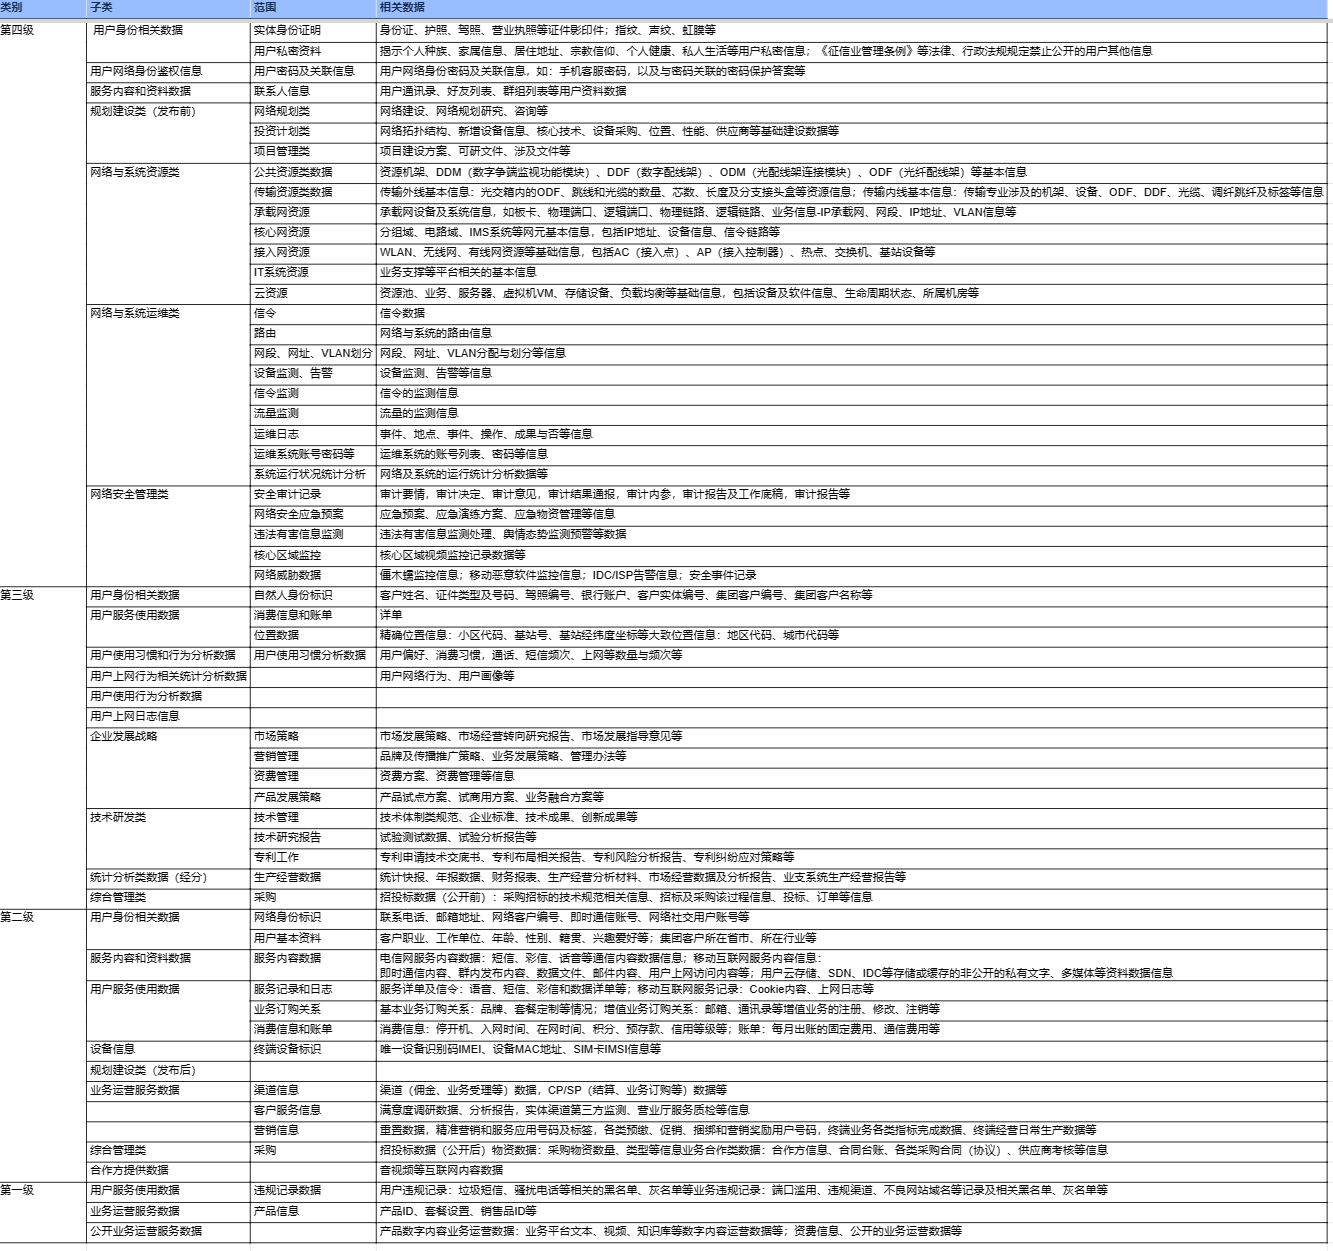 类别 子类 范围 相关数据
第四级 用户身份相关数据 实体身份证明 身份证、护照、驾照、营业执照等证件影印件；指纹、声纹、虹膜等
用户私密资料 揭示个人种族、家属信息、居住地址、宗教信仰、个人健康、私人生活等用户私密信息；《征信业管理条例》等法律、行政法规规定禁止公开的用户其他信息
用户网络身份鉴权信息 用户密码及关联信息 用户网络身份密码及关联信息，如：手机客服密码，以及与密码关联的密码保护答案等
服务内容和资料数据 联系人信息 用户通讯录、好友列表、群组列表等用户资料数据
规划建设类（发布前） 网络规划类 网络建设、网络规划研究、咨询等
投资计划类 网络拓扑结构、新增设备信息、核心技术、设备采购、位置、性能、供应商等基础建设数据等
项目管理类 项目建设方案、可研文件、涉及文件等
网络与系统资源类 公共资源类数据 资源机架、DDM（数字争端监视功能模块）、DDF（数字配线架）、ODM（光配线架连接模块）、ODF（光纤配线架）等基本信息
传输资源类数据 传输外线基本信息：光交箱内的ODF、跳线和光缆的数量、芯数、长度及分支接头盒等资源信息；传输内线基本信息：传输专业涉及的机架、设备、ODF、DDF、光缆、调纤跳纤及标签等信息
承载网资源 承载网设备及系统信息，如板卡、物理端口、逻辑端口、物理链路、逻辑链路、业务信息-IP承载网、网段、IP地址、VLAN信息等
核心网资源 分组域、电路域、IMS系统等网元基本信息，包括IP地址、设备信息、信令链路等
接入网资源 WLAN、无线网、有线网资源等基础信息，包括AC（接入点）、AP（接入控制器）、热点、交换机、基站设备等
IT系统资源 业务支撑等平台相关的基本信息
云资源 资源池、业务、服务器、虚拟机VM、存储设备、负载均衡等基础信息，包括设备及软件信息、生命周期状态、所属机房等
网络与系统运维类 信令 信令数据
路由 网络与系统的路由信息
网段、网址、VLAN划分 网段、网址、VLAN分配与划分等信息
设备监测、告警 设备监测、告警等信息
信令监测 信令的监测信息
流量监测 流量的监测信息
运维日志 事件、地点、事件、操作、成果与否等信息
运维系统账号密码等 运维系统的账号列表、密码等信息
系统运行状况统计分析 网络及系统的运行统计分析数据等
网络安全管理类 安全审计记录 审计要情，审计决定、审计意见，审计结果通报，审计内参，审计报告及工作底稿，审计报告等
网络安全应急预案 应急预案、应急演练方案、应急物资管理等信息
违法有害信息监测 违法有害信息监测处理、舆情态势监测预警等数据
核心区域监控 核心区域视频监控记录数据等
网络威胁数据 僵木蠕监控信息；移动恶意软件监控信息；IDC/ISP告警信息；安全事件记录
第三级 用户身份相关数据 自然人身份标识 客户姓名、证件类型及号码、驾照编号、银行账户、客户实体编号、集团客户编号、集团客户名称等
用户服务使用数据 消费信息和账单 详单
位置数据 精确位置信息：小区代码、基站号、基站经纬度坐标等大致位置信息：地区代码、城市代码等
用户使用习惯和行为分析数据 用户使用习惯分析数据 用户偏好、消费习惯，通话、短信频次、上网等数量与频次等
用户上网行为相关统计分析数据 用户网络行为、用户画像等
用户使用行为分析数据
用户上网日志信息
企业发展战略 市场策略 市场发展策略、市场经营转向研究报告、市场发展指导意见等
营销管理 品牌及传播推广策略、业务发展策略、管理办法等
资费管理 资费方案、资费管理等信息
产品发展策略 产品试点方案、试商用方案、业务融合方案等
技术研发类 技术管理 技术体制类规范、企业标准、技术成果、创新成果等
技术研究报告 试验测试数据、试验分析报告等
专利工作 专利申请技术交底书、专利布局相关报告、专利风险分析报告、专利纠纷应对策略等
统计分析类数据（经分） 生产经营数据 统计快报、年报数据、财务报表、生产经营分析材料、市场经营数据及分析报告、业支系统生产经营报告等
综合管理类 采购 招投标数据（公开前）：采购招标的技术规范相关信息、招标及采购该过程信息、投标、订单等信息
第二级 用户身份相关数据 网络身份标识 联系电话、邮箱地址、网络客户编号、即时通信账号、网络社交用户账号等
用户基本资料 客户职业、工作单位、年龄、性别、籍贯、兴趣爱好等；集团客户所在省市、所在行业等
服务内容和资料数据 服务内容数据 电信网服务内容数据：短信、彩信、话音等通信内容数据信息；移动互联网服务内容信息：
即时通信内容、群内发布内容、数据文件、邮件内容、用户上网访问内容等；用户云存储、SDN、IDC等存储或缓存的非公开的私有文字、多媒体等资料数据信息
用户服务使用数据 服务记录和日志 服务详单及信令：语音、短信、彩信和数据详单等；移动互联网服务记录：Cookie内容、上网日志等
业务订购关系 基本业务订购关系：品牌、套餐定制等情况；增值业务订购关系：邮箱、通讯录等增值业务的注册、修改、注销等
消费信息和账单 消费信息：停开机、入网时间、在网时间、积分、预存款、信用等级等；账单：每月出账的固定费用、通信费用等
设备信息 终端设备标识 唯一设备识别码IMEI、设备MAC地址、SIM卡IMSI信息等
规划建设类（发布后）
业务运营服务数据 渠道信息 渠道（佣金、业务受理等）数据，CP/SP（结算、业务订购等）数据等
客户服务信息 满意度调研数据、分析报告，实体渠道第三方监测、营业厅服务质检等信息
营销信息 重置数据，精准营销和服务应用号码及标签，各类预缴、促销、捆绑和营销奖励用户号码，终端业务各类指标完成数据、终端经营日常生产数据等
综合管理类 采购 招投标数据（公开后）物资数据：采购物资数量、类型等信息业务合作类数据：合作方信息、合同台账、各类采购合同（协议）、供应商考核等信息
合作方提供数据 音视频等互联网内容数据
第一级 用户服务使用数据 违规记录数据 用户违规记录：垃圾短信、骚扰电话等相关的黑名单、灰名单等业务违规记录：端口滥用、违规渠道、不良网站域名等记录及相关黑名单、灰名单等
业务运营服务数据 产品信息 产品ID、套餐设置、销售品ID等
公开业务运营服务数据 产品数字内容业务运营数据：业务平台文本、视频、知识库等数字内容运营数据等；资费信息、公开的业务运营数据等